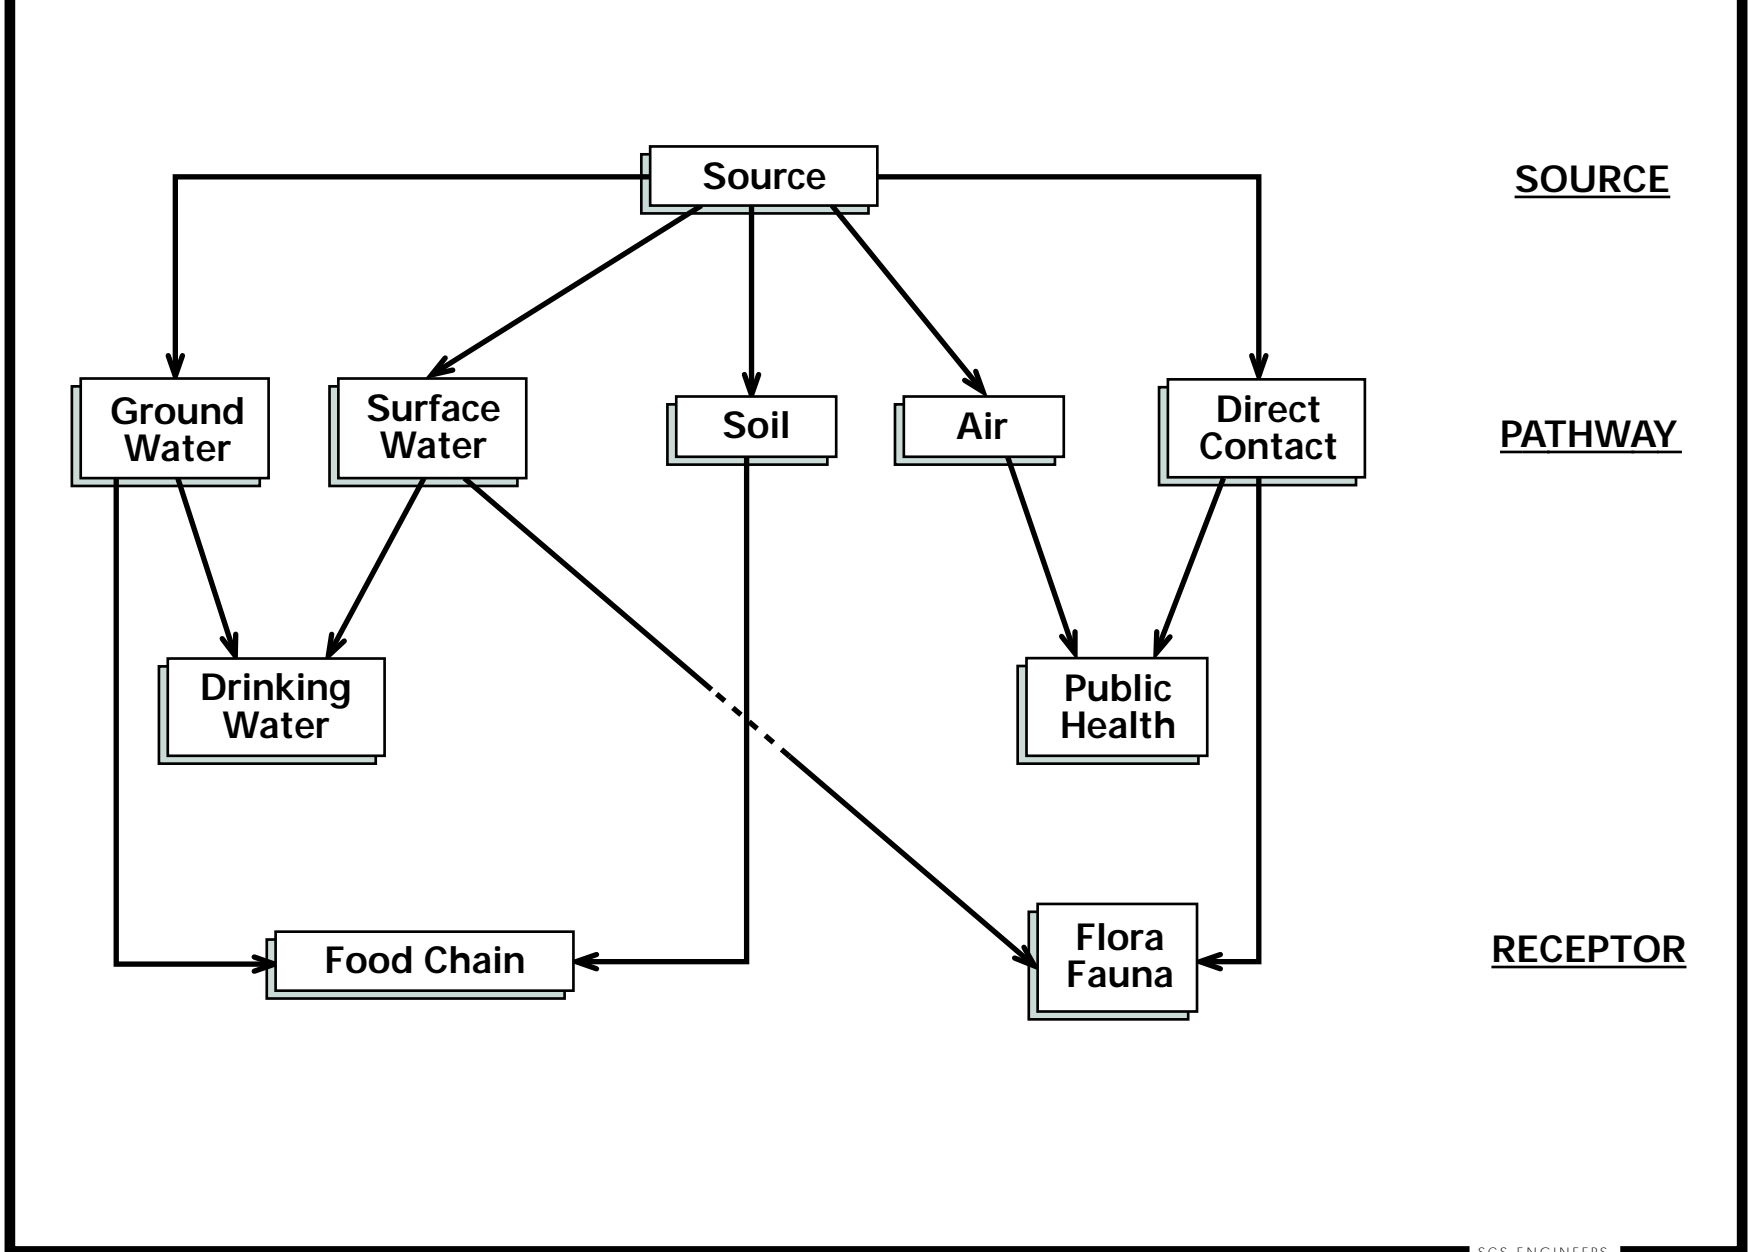 Source
SOURCE
Ground
Water
Surface
Water
Soil
Air
Direct
Contact
PATHWAY
Drinking
Water
Public
Health
Food Chain
Flora
Fauna
RECEPTOR
SCS ENGINEERS